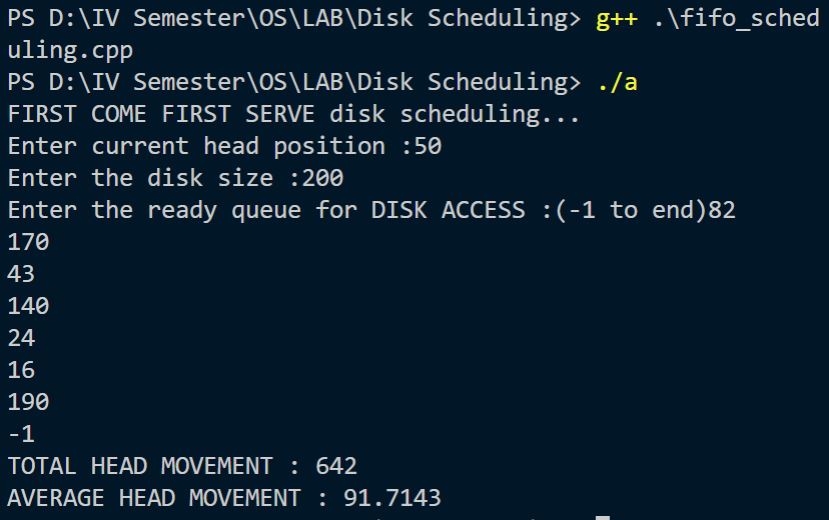 PS D:\IV Semester\OS\LAB\Disk Scheduling> g++ .\fifo_sched
uling.cpp
PS D:\IV Semester\OS\LAB\Disk Scheduling> ./a
FIRST COME FIRST SERVE disk scheduling...
Enter current head position :50
Enter the disk size :200
Enter the ready queue for DISK ACCESS :(-1 to end)82
170
43
140
24
16
190
-1
TOTAL HEAD MOVEMENT : 642
AVERAGE HEAD MOVEMENT : 91.7143